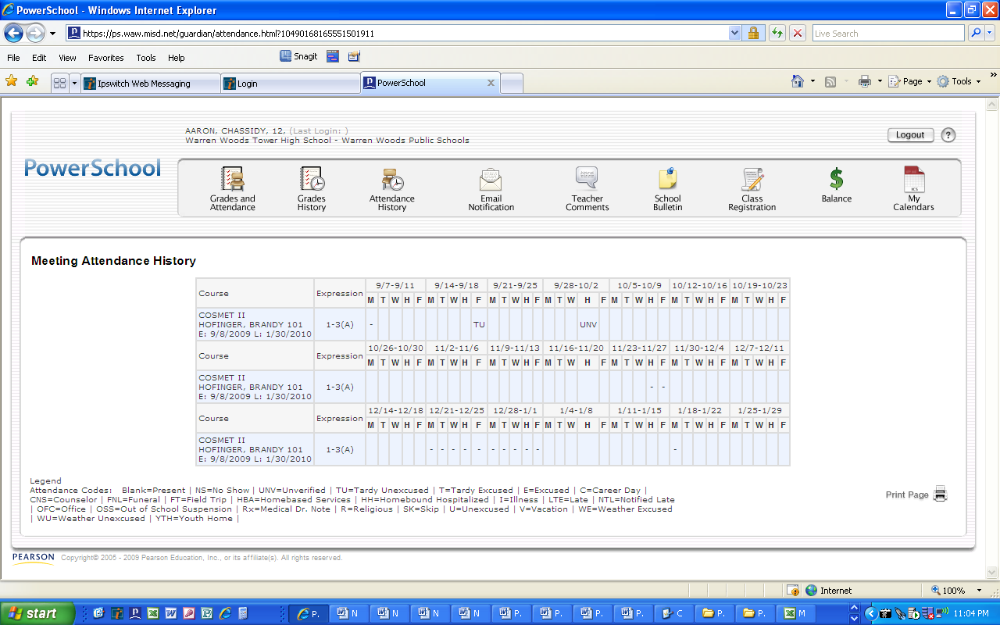 PowerSchool - Windows Internet Explorer
https://ps.waw.misd.net/guardian/attendance.html?10490168165551501911
Live Search
File Edit View Favorites Tools Help Snagit
Ipswitch Web Messaging Login PowerSchool Page Tools
AARON, CHASSIDY, 12, (Last Login: )
Warren Woods Tower High School - Warren Woods Public Schools
Logout ?
PowerSchool
Grades and Attendance
Grades History
Attendance History
Email Notification
Teacher Comments
School Bulletin
Class Registration
Balance
ICS
My Calendars
Meeting Attendance History
Course Expression 9/7-9/11 9/14-9/18 9/21-9/25 9/28-10/2 10/5-10/9 10/12-10/16 10/19-10/23
M T W H F M T W H F M T W H F M T W H F M T W H F M T W H F M T W H F
COSMET II
HOFINGER, BRANDY 101 1-3(A) - TU UNV
E: 9/8/2009 L: 1/30/2010
Course Expression 10/26-10/30 11/2-11/6 11/9-11/13 11/16-11/20 11/23-11/27 11/30-12/4 12/7-12/11
M T W H F M T W H F M T W H F M T W H F M T W H F M T W H F M T W H F
COSMET II
HOFINGER, BRANDY 101 1-3(A) - -
E: 9/8/2009 L: 1/30/2010
Course Expression 12/14-12/18 12/21-12/25 12/28-1/1 1/4-1/8 1/11-1/15 1/18-1/22 1/25-1/29
M T W H F M T W H F M T W H F M T W H F M T W H F M T W H F M T W H F
COSMET II
HOFINGER, BRANDY 101 1-3(A) - - - - - - - - - - -
E: 9/8/2009 L: 1/30/2010
Legend
Attendance Codes: Blank=Present | NS=No Show | UNV=Unverified | TU=Tardy Unexcused | T=Tardy Excused | E=Excused | C=Career Day |
CNS=Counselor | FNL=Funeral | FT=Field Trip | HBA=Homebased Services | HH=Homebound Hospitalized | I=Illness | LTE=Late | NTL=Notified Late
| OFC=Office | OSS=Out of School Suspension | Rx=Medical Dr. Note | R=Religious | SK=Skip | U=Unexcused | V=Vacation | WE=Weather Excused
| WU=Weather Unexcused | YTH=Youth Home |
Print Page
PEARSON Copyright© 2005 - 2009 Pearson Education, Inc., or its affiliate(s). All rights reserved.
Internet 100%
start P. N N N N P. P. P. P. C P. P. M 11:04 PM